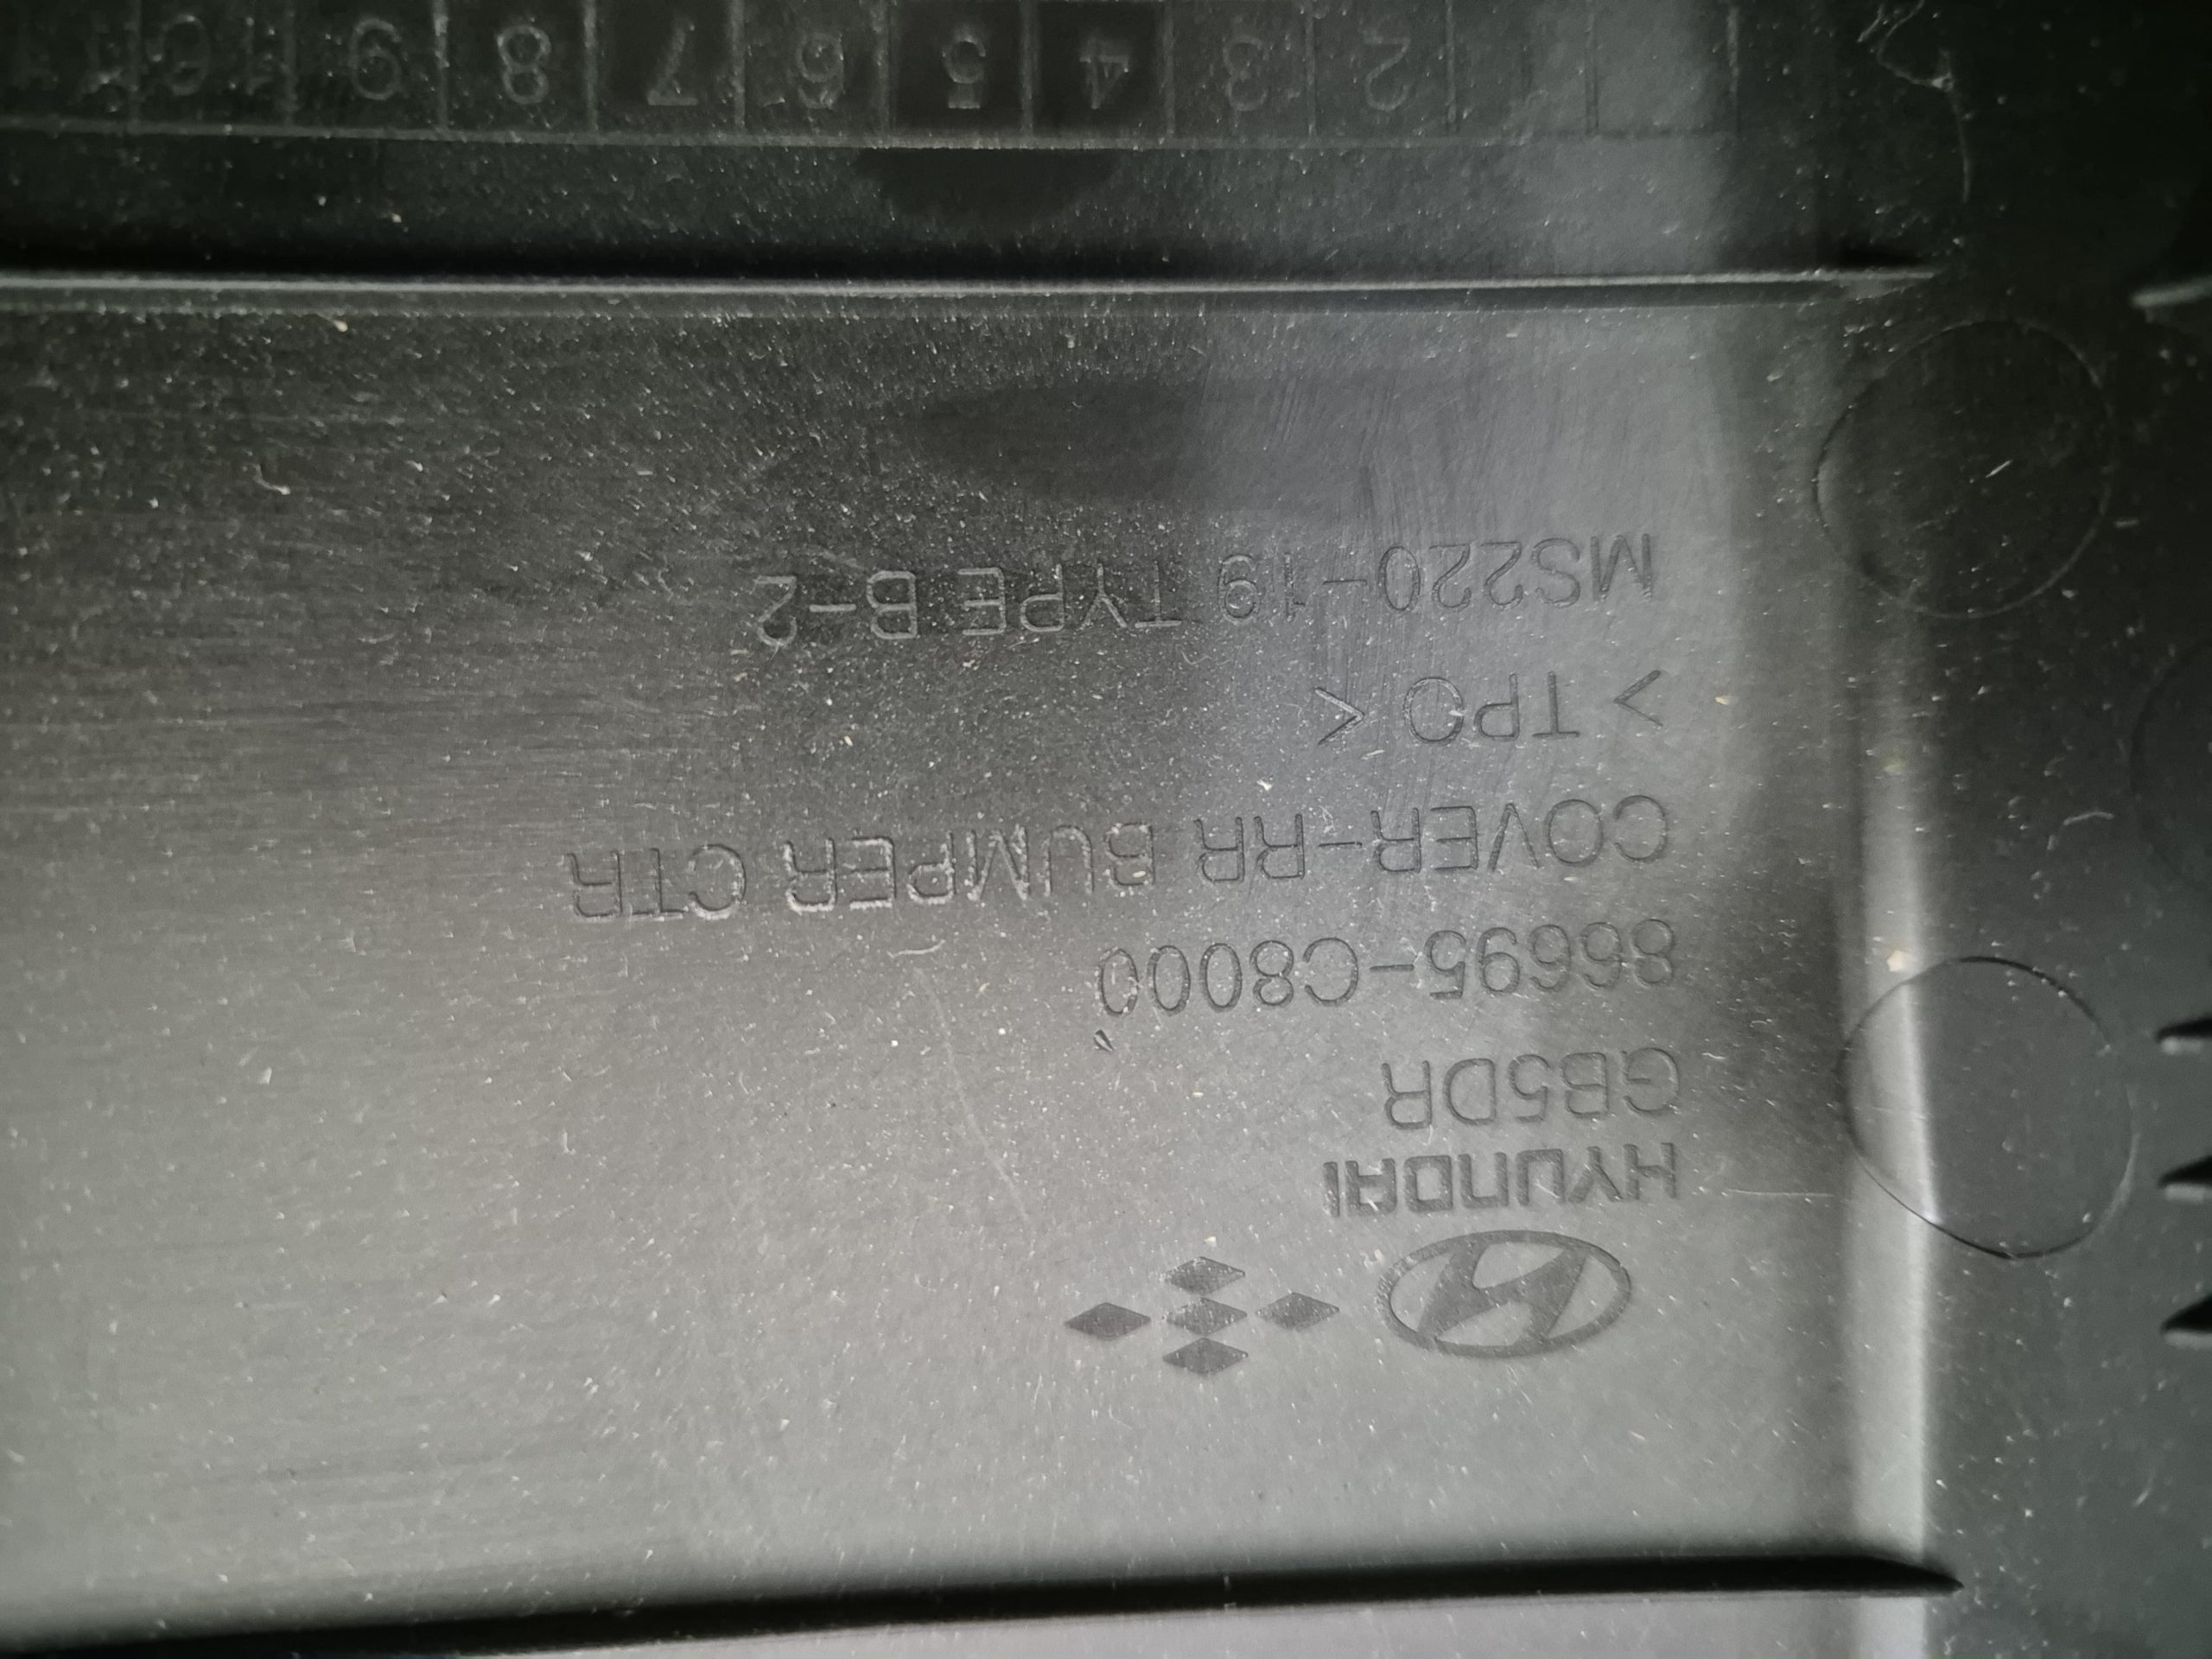 HYUNDAI
GB5DR
86695-C8000
COVER-RR BUMPER CTR
> TPO <
MS220-19 TYPE B-2
2 3 4 5 6 7 8 9 10